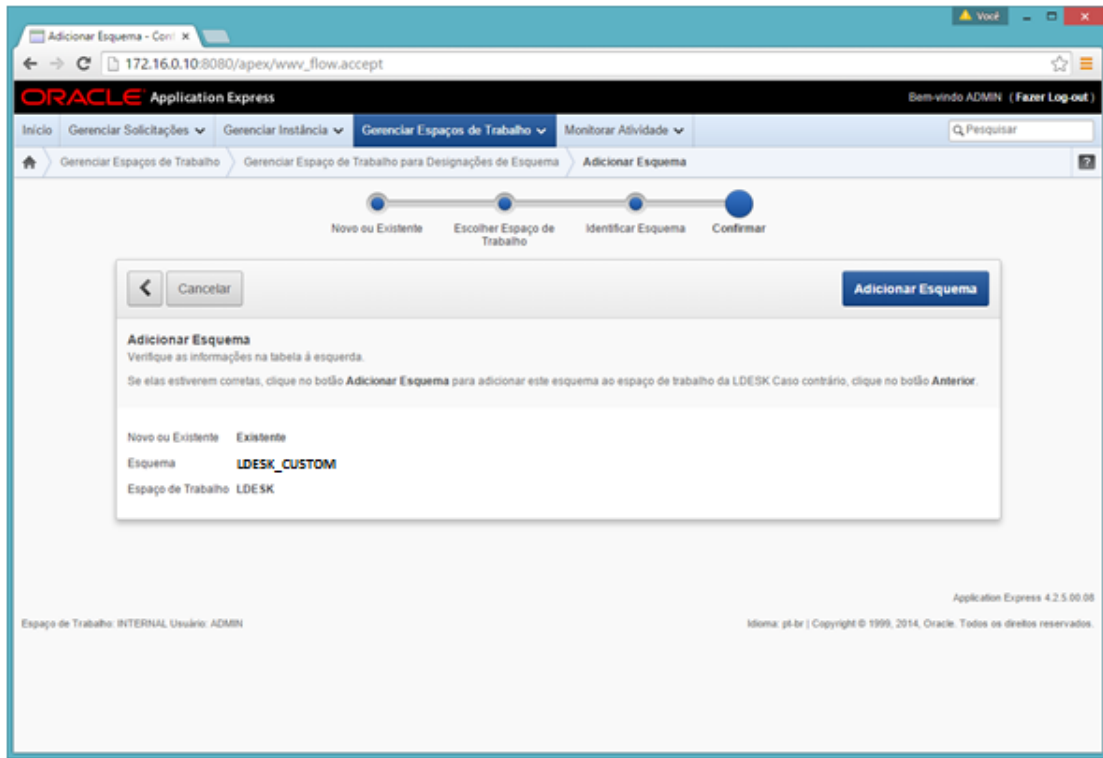 Você
Adicionar Esquema - Con
172.16.0.10:8080/apex/wwv_flow.accept
ORACLE Application Express
Bem-vindo ADMIN ( Fazer Log-out )
Início Gerenciar Solicitações Gerenciar Instância Gerenciar Espaços de Trabalho Monitorar Atividade Pesquisar
Gerenciar Espaços de Trabalho Gerenciar Espaço de Trabalho para Designações de Esquema Adicionar Esquema ?
Novo ou Existente Escolher Espaço de Identificar Esquema Confirmar
Trabalho
Cancelar Adicionar Esquema
Adicionar Esquema
Verifique as informações na tabela à esquerda.
Se elas estiverem corretas, clique no botão Adicionar Esquema para adicionar este esquema ao espaço de trabalho da LDESK Caso contrário, clique no botão Anterior.
Novo ou Existente Existente
Esquema LDESK_CUSTOM
Espaço de Trabalho LDESK
Application Express 4.2.5.00.08
Espaço de Trabalho: INTERNAL Usuário: ADMIN Idioma: pt-br | Copyright © 1999, 2014, Oracle. Todos os direitos reservados.